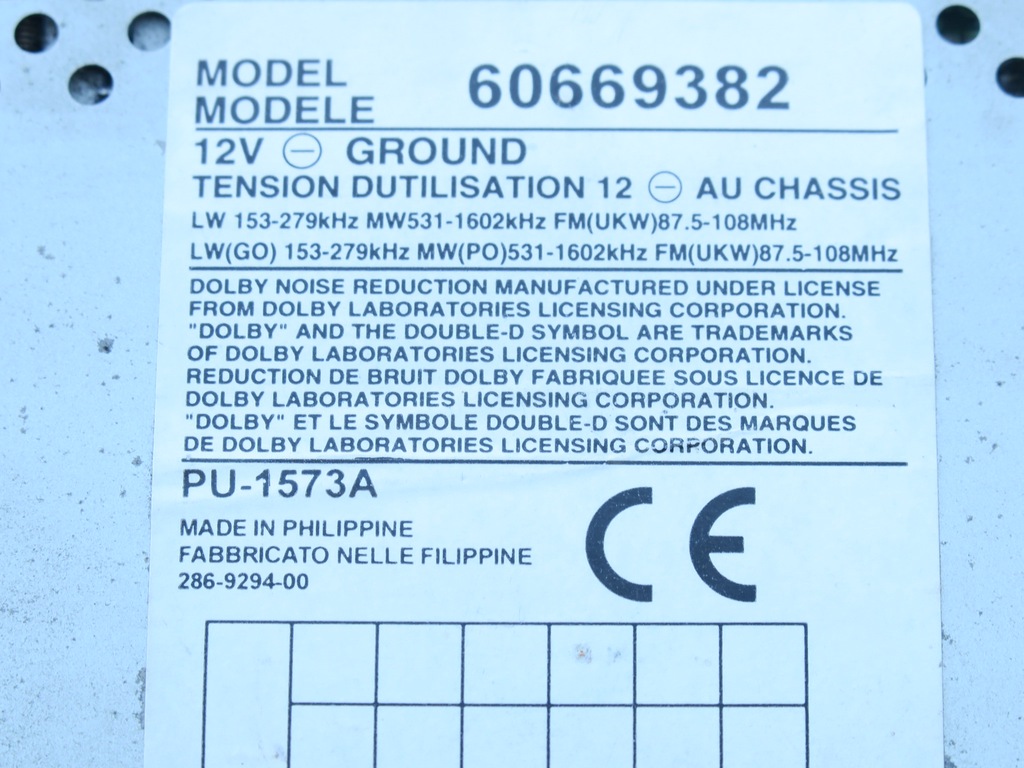 MODEL
MODELE 60669382
12V ⊖ GROUND
TENSION DUTILISATION 12 ⊖ AU CHASSIS
LW 153-279kHz MW531-1602kHz FM(UKW)87.5-108MHz
LW(GO) 153-279kHz MW(PO)531-1602kHz FM(UKW)87.5-108MHz
DOLBY NOISE REDUCTION MANUFACTURED UNDER LICENSE
FROM DOLBY LABORATORIES LICENSING CORPORATION.
"DOLBY" AND THE DOUBLE-D SYMBOL ARE TRADEMARKS
OF DOLBY LABORATORIES LICENSING CORPORATION.
REDUCTION DE BRUIT DOLBY FABRIQUEE SOUS LICENCE DE
DOLBY LABORATORIES LICENSING CORPORATION.
"DOLBY" ET LE SYMBOLE DOUBLE-D SONT DES MARQUES
DE DOLBY LABORATORIES LICENSING CORPORATION.
PU-1573A
MADE IN PHILIPPINE
FABBRICATO NELLE FILIPPINE
286-9294-00
CE